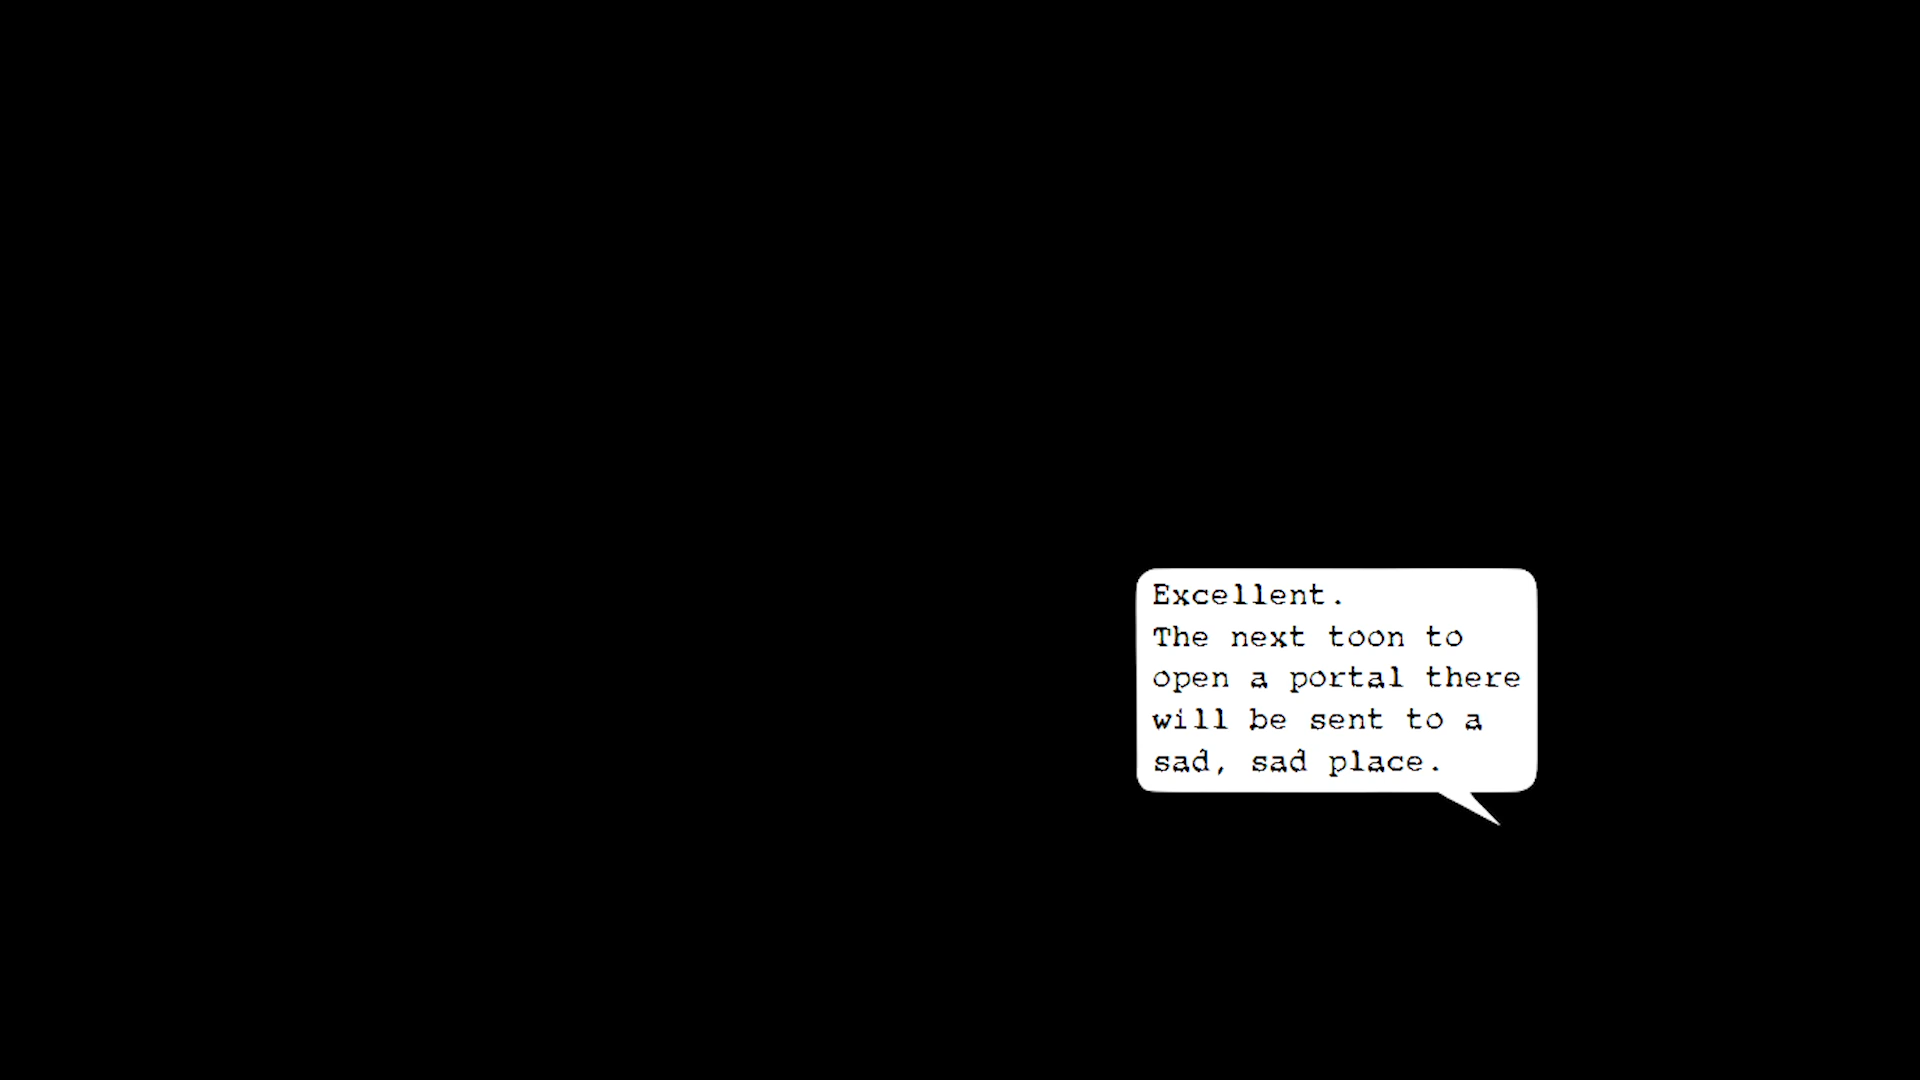 Excellent.
The next toon to
open a portal there
will be sent to a
sad, sad place.